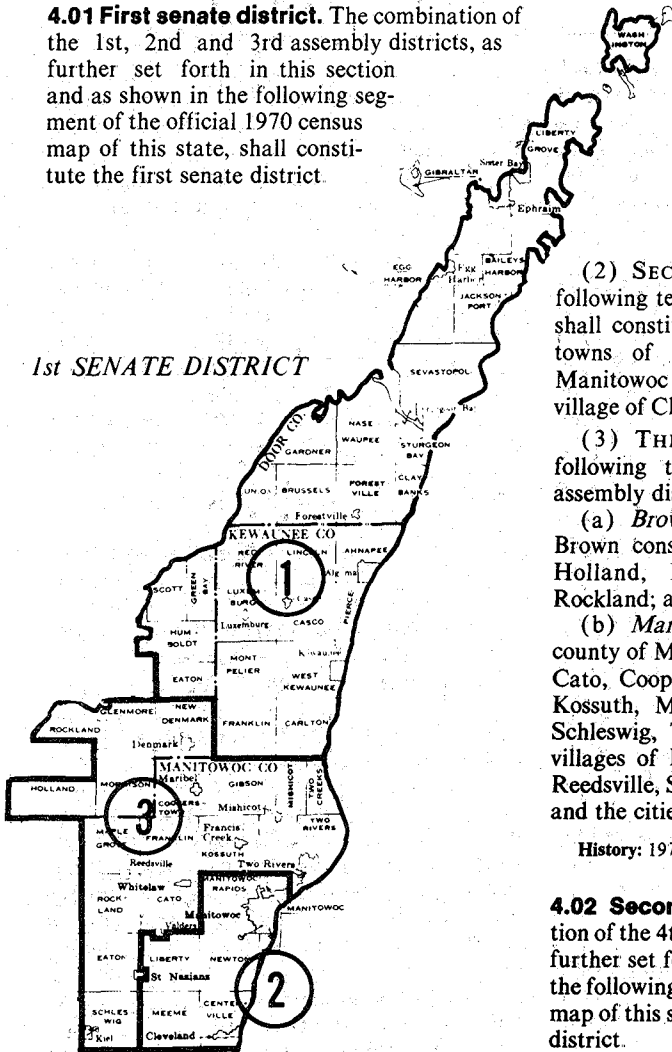 4.01 First senate district. The combination of
the 1st, 2nd and 3rd assembly districts, as
further set forth in this section
and as shown in the following seg-
ment of the official 1970 census
map of this state, shall consti-
tute the first senate district.
1st SENATE DISTRICT
WASH
INGTON
LIBERTY
GROVE
Sister Bay
GIBRALTAR
Ephraim
EGG
HARBOR
Egg
Harbor
BAILEYS
HARBOR
JACKSON-
PORT
SEVASTOPOL
DOOR CO.
NASE
WAUPEE
GARDNER
STURGEON
BAY
UNION
BRUSSELS
FOREST
VILLE
CLAY
BANKS
Forestville
KEWAUNEE CO
RED
RIVER
LINCOLN
AHNAPEE
1
SCOTT
GREEN
BAY
LUXEM
BURG
PIERCE
Luxemburg
CASCO
HUM
BOLDT
MONT
PELIER
WEST
KEWAUNEE
EATON
FRANKLIN
CARLTON
GLENMORE
NEW
DENMARK
ROCKLAND
Denmark
MANITOWOC CO
Maribel
GIBSON
MISHICOT
TWO
CREEKS
HOLLAND
MORRISON
COOPERS
TOWN
Mishicot
3
TWO
RIVERS
MAPLE
GROVE
FRANKLIN
Francis
Creek
KOSSUTH
Reedsville
Two Rivers
Whitelaw
MANITOWOC
RAPIDS
ROCK-
LAND
CATO
Manitowoc
MANITOWOC
Valders
EATON
LIBERTY
NEWTON
St Nazianz
2
SCHLES
WIG
MEEME
CENTER
VILLE
Kiel
Cleveland
(2) SEC
following te
shall consti
towns of
Manitowoc
village of Cl
(3) THI
following t
assembly di
(a) Brow
Brown cons
Holland,
Rockland; a
(b) Man
county of M
Cato, Coop
Kossuth, M
Schleswig, T
villages of
Reedsville, S
and the citie
History: 197
4.02 Secon
tion of the 4t
further set f
the following
map of this s
district.